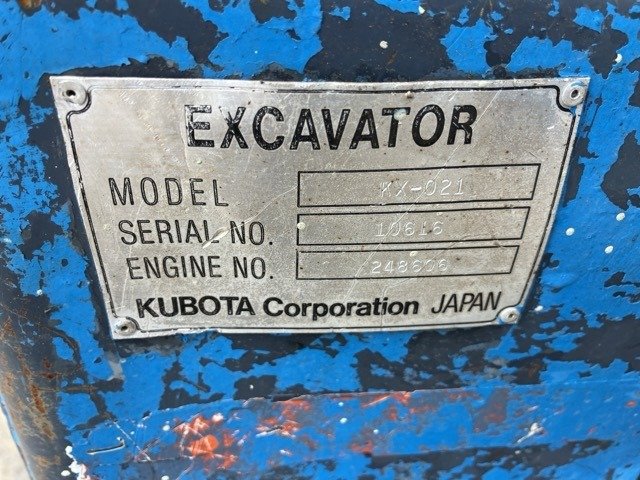 EXCAVATOR
MODEL KX-021
SERIAL NO. 10616
ENGINE NO. 248606
KUBOTA Corporation JAPAN